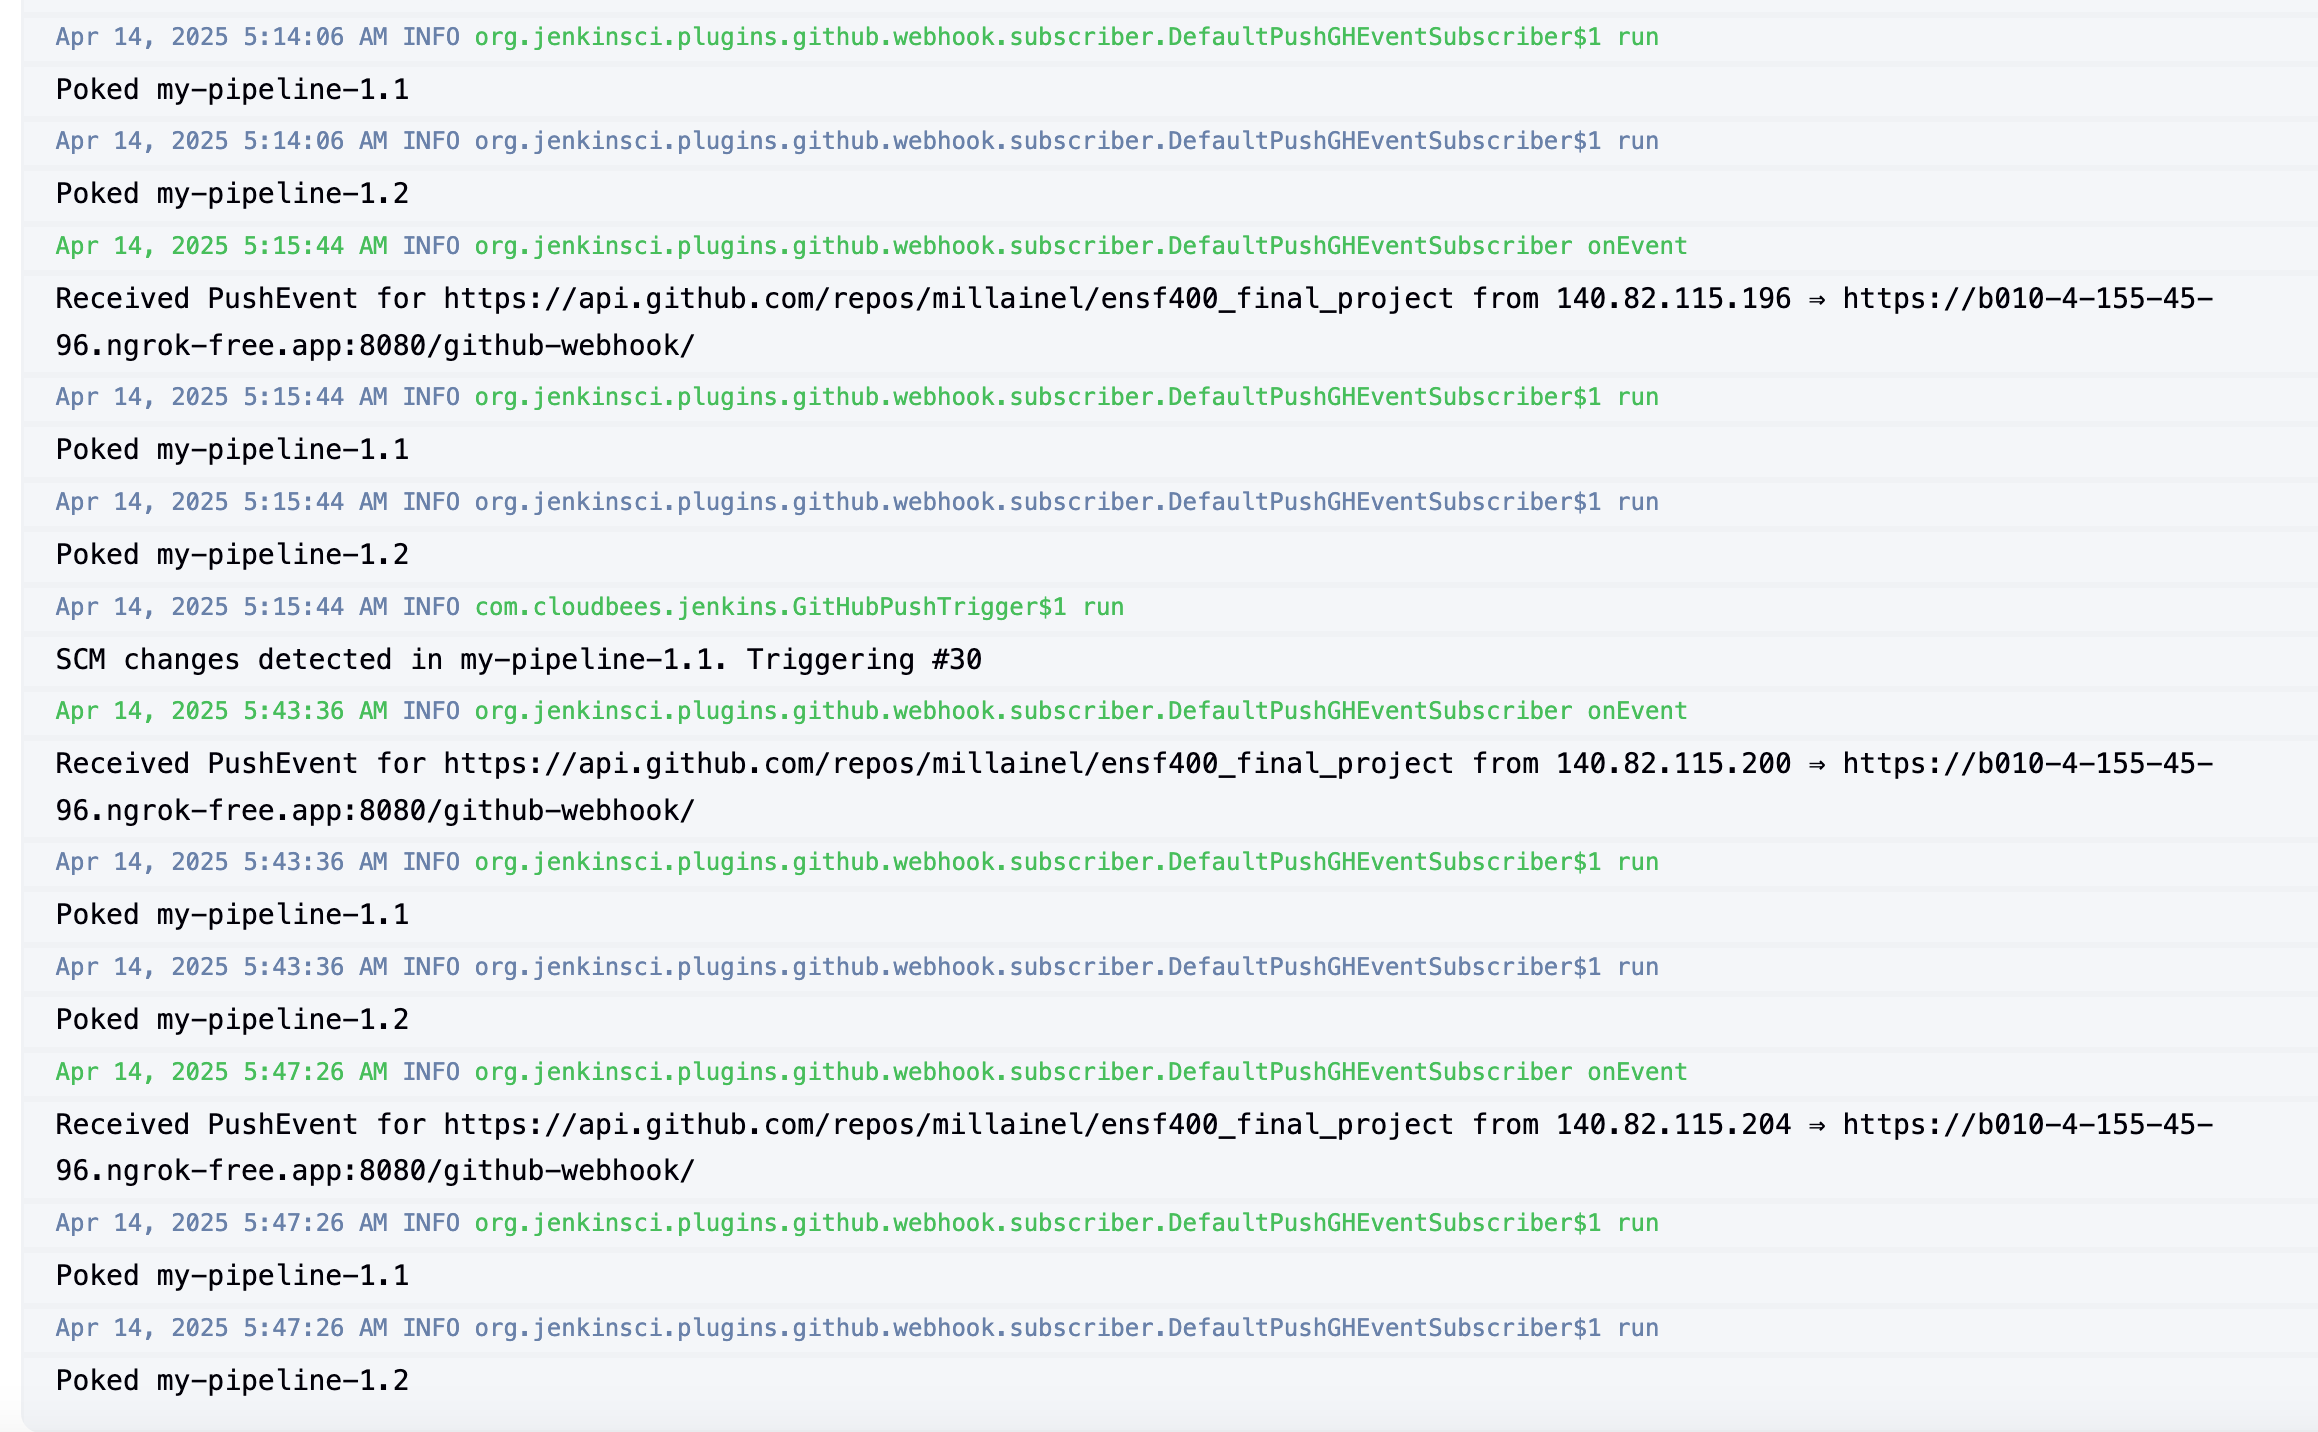 Apr 14, 2025 5:14:06 AM INFO org.jenkinsci.plugins.github.webhook.subscriber.DefaultPushGHEventSubscriber$1 run
Poked my-pipeline-1.1
Apr 14, 2025 5:14:06 AM INFO org.jenkinsci.plugins.github.webhook.subscriber.DefaultPushGHEventSubscriber$1 run
Poked my-pipeline-1.2
Apr 14, 2025 5:15:44 AM INFO org.jenkinsci.plugins.github.webhook.subscriber.DefaultPushGHEventSubscriber onEvent
Received PushEvent for https://api.github.com/repos/millainel/ensf400_final_project from 140.82.115.196 ⇒ https://b010-4-155-45-
96.ngrok-free.app:8080/github-webhook/
Apr 14, 2025 5:15:44 AM INFO org.jenkinsci.plugins.github.webhook.subscriber.DefaultPushGHEventSubscriber$1 run
Poked my-pipeline-1.1
Apr 14, 2025 5:15:44 AM INFO org.jenkinsci.plugins.github.webhook.subscriber.DefaultPushGHEventSubscriber$1 run
Poked my-pipeline-1.2
Apr 14, 2025 5:15:44 AM INFO com.cloudbees.jenkins.GitHubPushTrigger$1 run
SCM changes detected in my-pipeline-1.1. Triggering #30
Apr 14, 2025 5:43:36 AM INFO org.jenkinsci.plugins.github.webhook.subscriber.DefaultPushGHEventSubscriber onEvent
Received PushEvent for https://api.github.com/repos/millainel/ensf400_final_project from 140.82.115.200 ⇒ https://b010-4-155-45-
96.ngrok-free.app:8080/github-webhook/
Apr 14, 2025 5:43:36 AM INFO org.jenkinsci.plugins.github.webhook.subscriber.DefaultPushGHEventSubscriber$1 run
Poked my-pipeline-1.1
Apr 14, 2025 5:43:36 AM INFO org.jenkinsci.plugins.github.webhook.subscriber.DefaultPushGHEventSubscriber$1 run
Poked my-pipeline-1.2
Apr 14, 2025 5:47:26 AM INFO org.jenkinsci.plugins.github.webhook.subscriber.DefaultPushGHEventSubscriber onEvent
Received PushEvent for https://api.github.com/repos/millainel/ensf400_final_project from 140.82.115.204 ⇒ https://b010-4-155-45-
96.ngrok-free.app:8080/github-webhook/
Apr 14, 2025 5:47:26 AM INFO org.jenkinsci.plugins.github.webhook.subscriber.DefaultPushGHEventSubscriber$1 run
Poked my-pipeline-1.1
Apr 14, 2025 5:47:26 AM INFO org.jenkinsci.plugins.github.webhook.subscriber.DefaultPushGHEventSubscriber$1 run
Poked my-pipeline-1.2